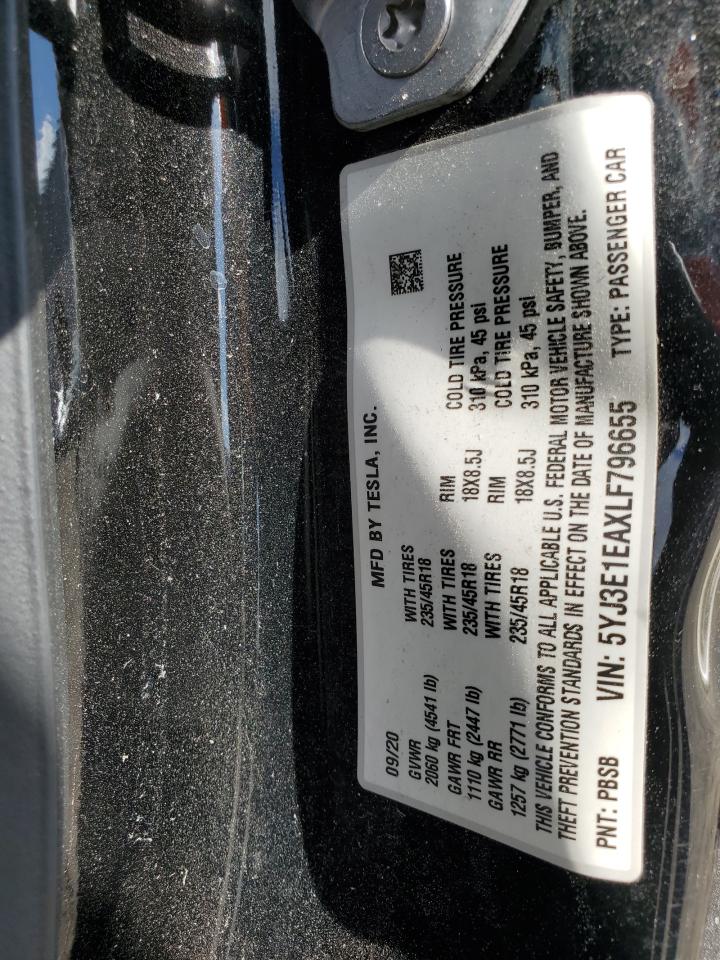 MFD BY TESLA, INC.
09/20
GVWR WITH TIRES RIM COLD TIRE PRESSURE
2060 kg (4541 lb) 235/45R18 18X8.5J 310 kPa, 45 psi
GAWR FRT WITH TIRES RIM COLD TIRE PRESSURE
1110 kg (2447 lb) 235/45R18 18X8.5J 310 kPa, 45 psi
GAWR RR WITH TIRES
1257 kg (2771 lb) 235/45R18
THIS VEHICLE CONFORMS TO ALL APPLICABLE U.S. FEDERAL MOTOR VEHICLE SAFETY, BUMPER, AND
THEFT PREVENTION STANDARDS IN EFFECT ON THE DATE OF MANUFACTURE SHOWN ABOVE.
PNT: PBSB VIN: 5YJ3E1EAXLF796655 TYPE: PASSENGER CAR